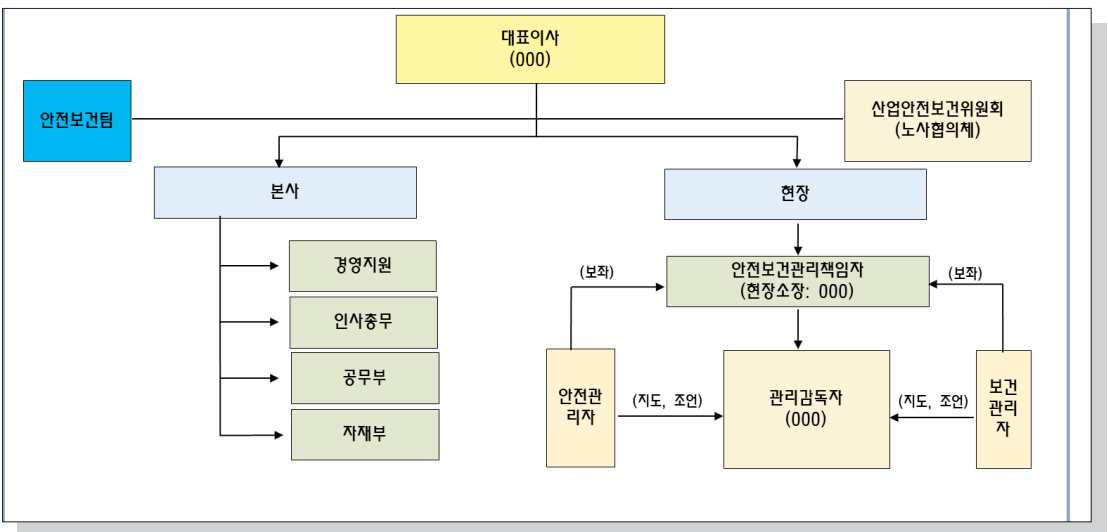 대표이사
(000)
안전보건팀
산업안전보건위원회
(노사협의체)
본사
현장
경영지원
인사총무
공무부
자재부
(보좌)
안전보건관리책임자
(현장소장: 000)
(보좌)
안전관
리자
(지도, 조언)
관리감독자
(000)
(지도, 조언)
보건
관리
자